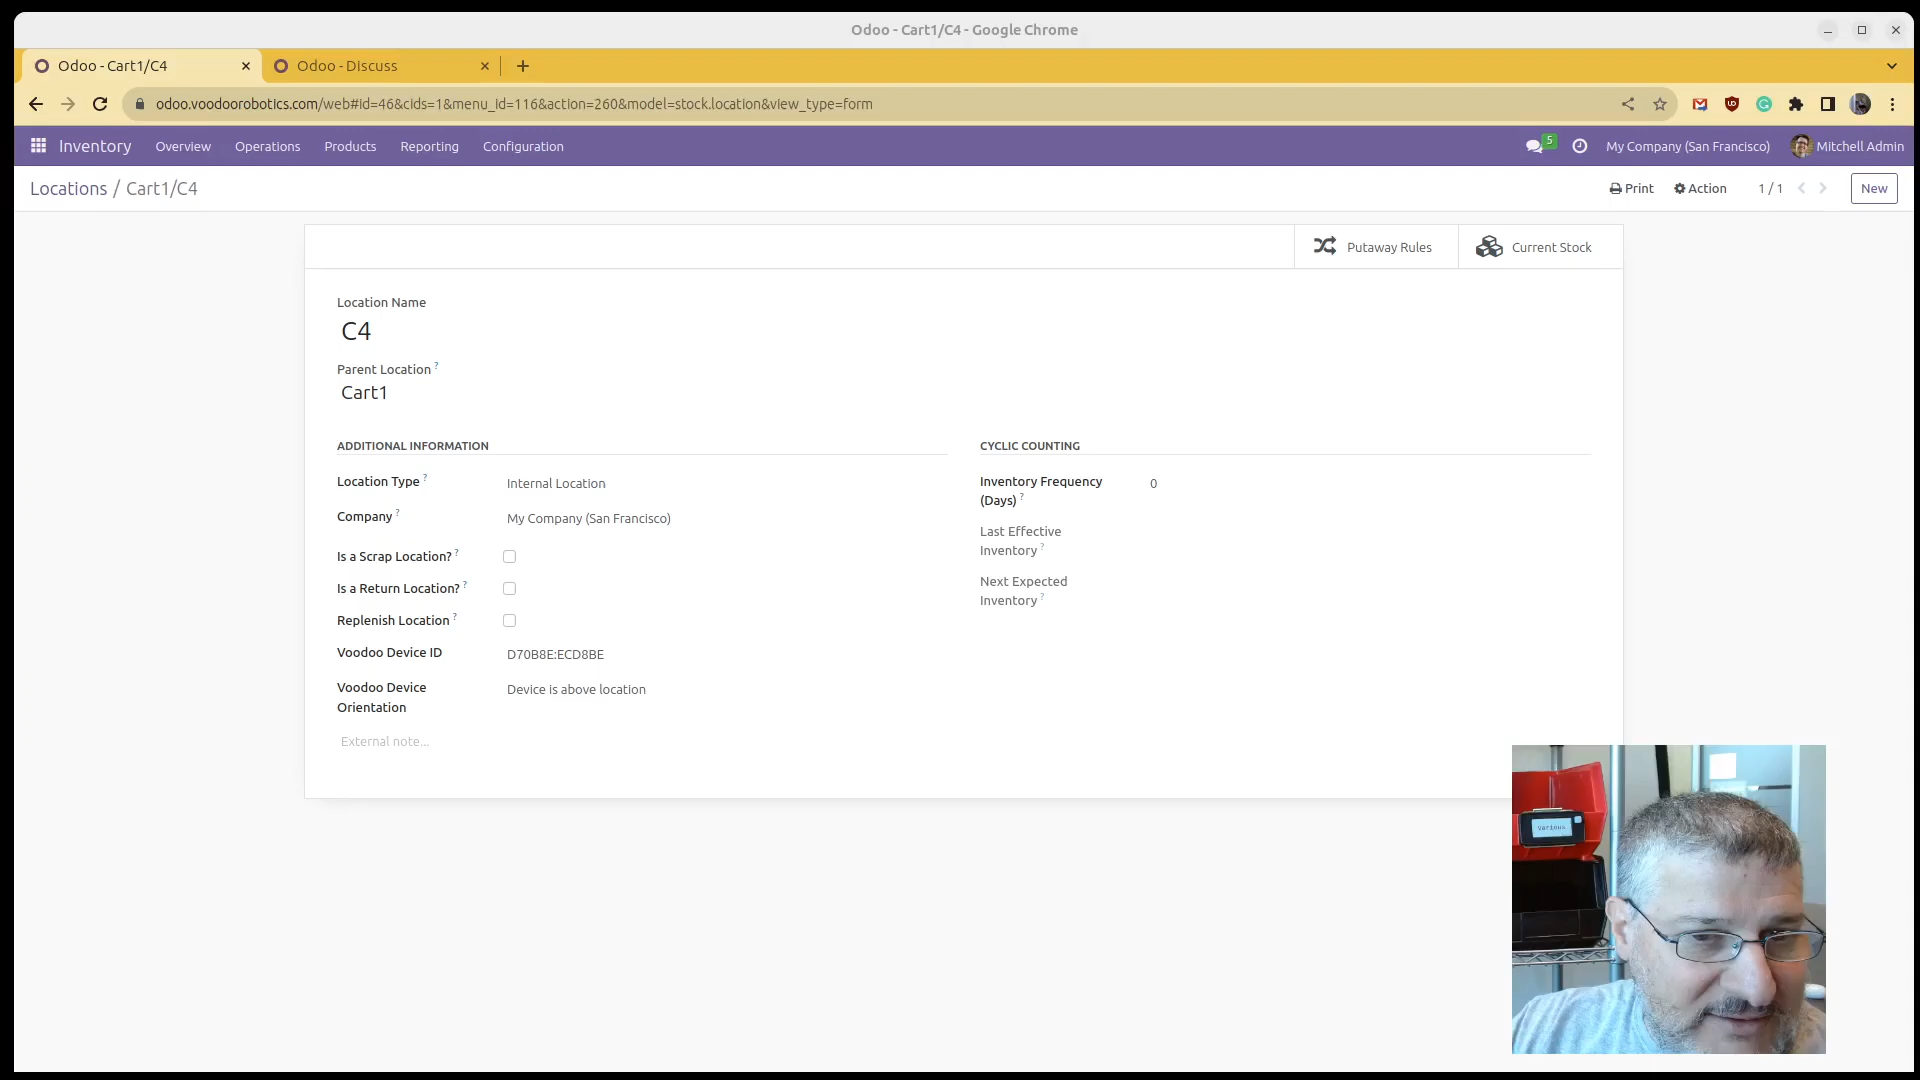 Odoo - Cart1/C4 - Google Chrome
Odoo - Cart1/C4
Odoo - Discuss
odoo.voodoorobotics.com/web#id=46&cids=1&menu_id=116&action=260&model=stock.location&view_type=form
Inventory Overview Operations Products Reporting Configuration 5 My Company (San Francisco) Mitchell Admin
Locations / Cart1/C4 Print Action 1 / 1 New
Putaway Rules Current Stock
Location Name
C4
Parent Location ?
Cart1
ADDITIONAL INFORMATION
Location Type ? Internal Location
Company ? My Company (San Francisco)
Is a Scrap Location? ?
Is a Return Location? ?
Replenish Location ?
Voodoo Device ID D70B8E:ECD8BE
Voodoo Device
Orientation
Device is above location
External note...
CYCLIC COUNTING
Inventory Frequency
(Days) ?
0
Last Effective
Inventory ?
Next Expected
Inventory ?
Various